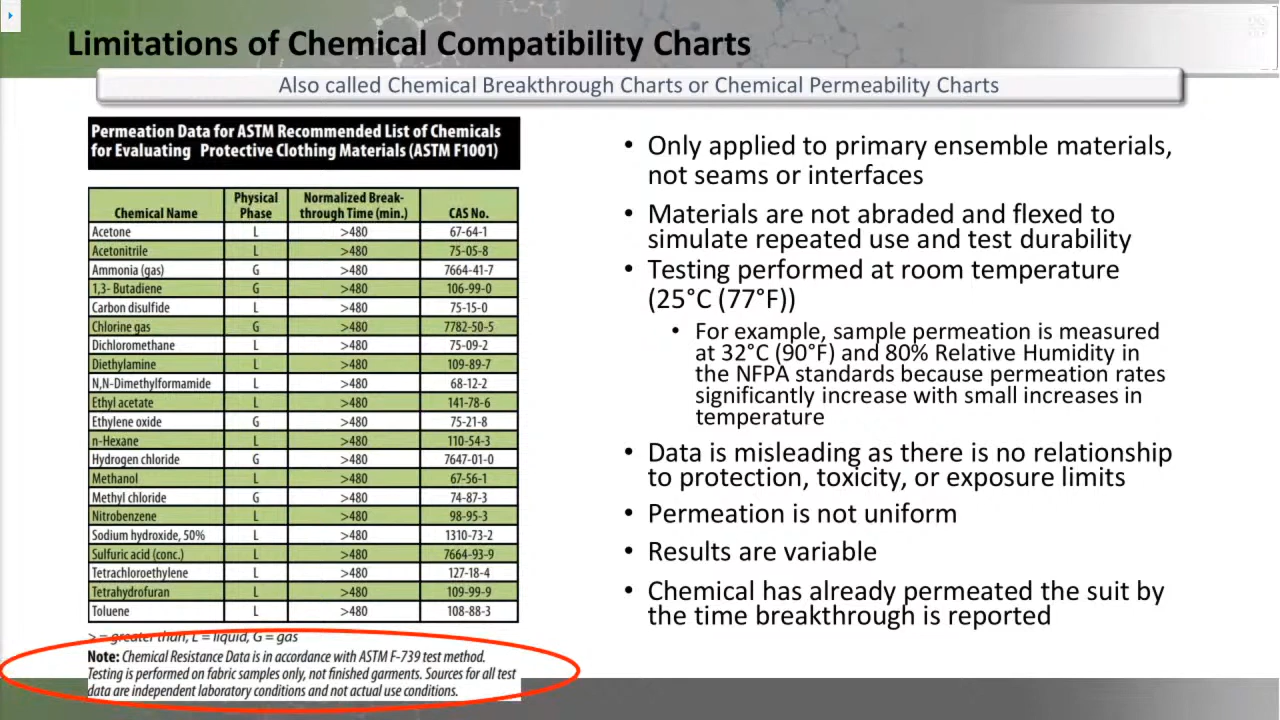 Limitations of Chemical Compatibility Charts
Also called Chemical Breakthrough Charts or Chemical Permeability Charts
Permeation Data for ASTM Recommended List of Chemicals
for Evaluating Protective Clothing Materials (ASTM F1001)
Chemical Name Physical Phase Normalized Break-through Time (min.) CAS No.
Acetone L >480 67-64-1
Acetonitrile L >480 75-05-8
Ammonia (gas) G >480 7664-41-7
1,3- Butadiene G >480 106-99-0
Carbon disulfide L >480 75-15-0
Chlorine gas G >480 7782-50-5
Dichloromethane L >480 75-09-2
Diethylamine L >480 109-89-7
N,N-Dimethylformamide L >480 68-12-2
Ethyl acetate L >480 141-78-6
Ethylene oxide G >480 75-21-8
n-Hexane L >480 110-54-3
Hydrogen chloride G >480 7647-01-0
Methanol L >480 67-56-1
Methyl chloride G >480 74-87-3
Nitrobenzene L >480 98-95-3
Sodium hydroxide, 50% L >480 1310-73-2
Sulfuric acid (conc.) L >480 7664-93-9
Tetrachloroethylene L >480 127-18-4
Tetrahydrofuran L >480 109-99-9
Toluene L >480 108-88-3
> = greater than, L = liquid, G = gas
Note: Chemical Resistance Data is in accordance with ASTM F-739 test method.
Testing is performed on fabric samples only, not finished garments. Sources for all test
data are independent laboratory conditions and not actual use conditions.
• Only applied to primary ensemble materials,
not seams or interfaces
• Materials are not abraded and flexed to
simulate repeated use and test durability
• Testing performed at room temperature
(25°C (77°F))
• For example, sample permeation is measured
at 32°C (90°F) and 80% Relative Humidity in
the NFPA standards because permeation rates
significantly increase with small increases in
temperature
• Data is misleading as there is no relationship
to protection, toxicity, or exposure limits
• Permeation is not uniform
• Results are variable
• Chemical has already permeated the suit by
the time breakthrough is reported